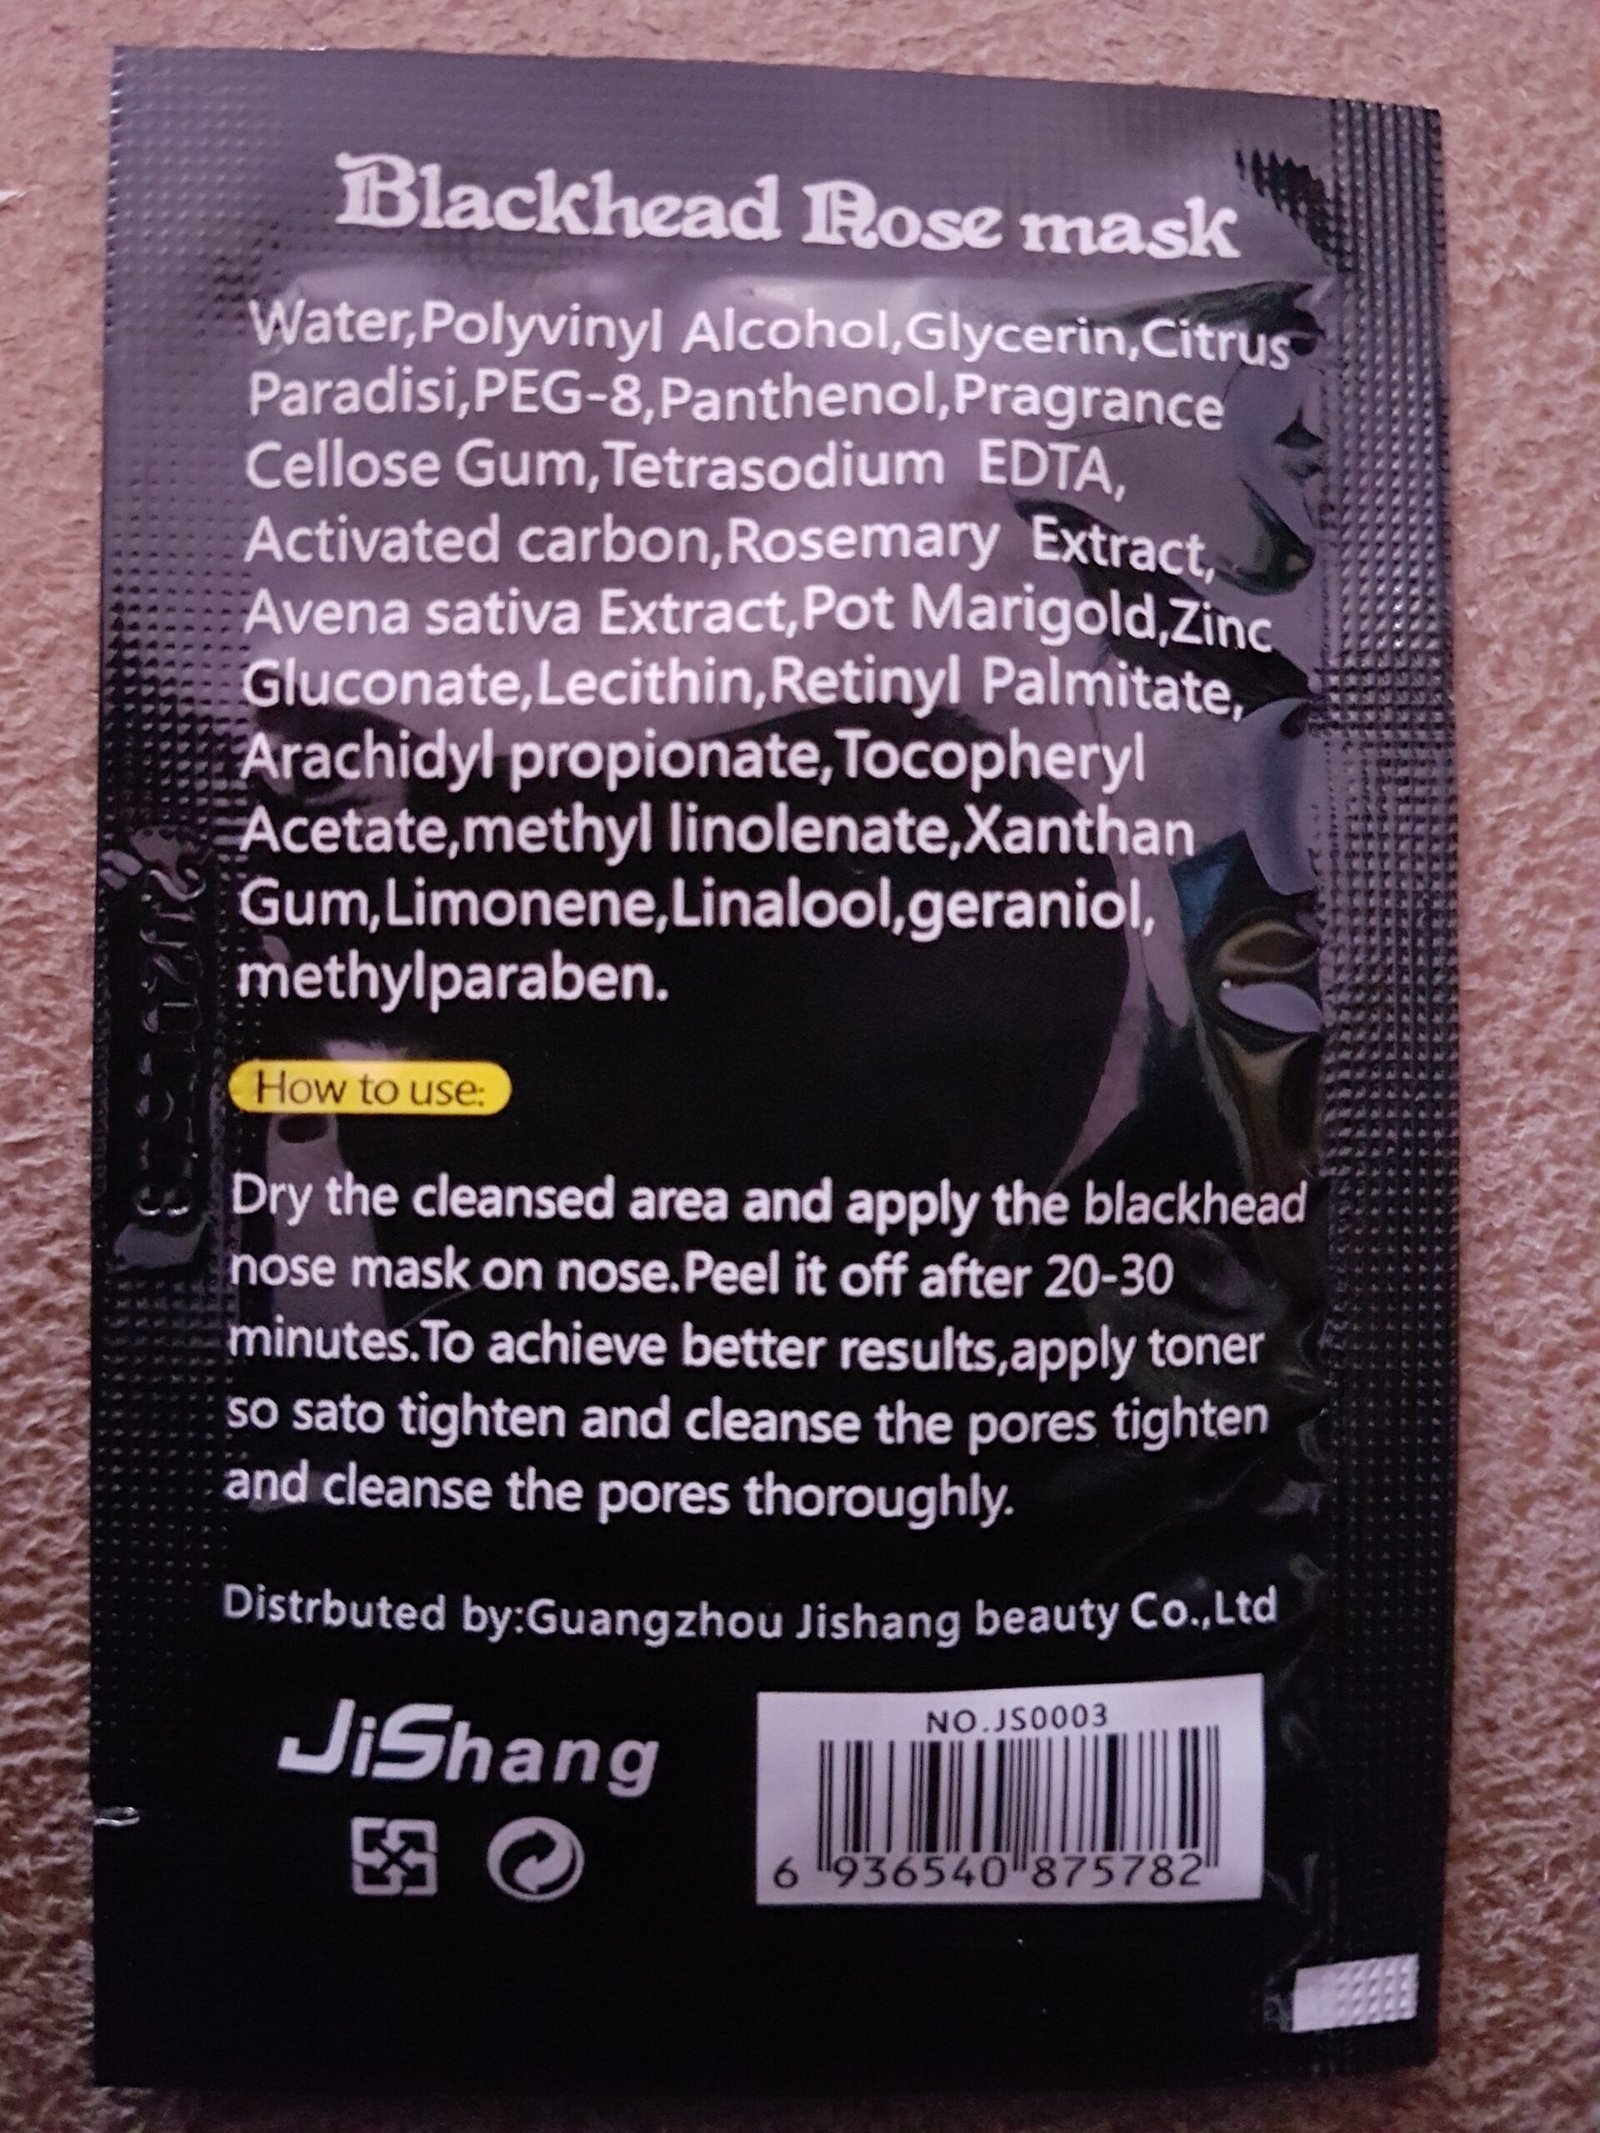 Blackhead Rose mask
Water,Polyvinyl Alcohol,Glycerin,Citrus
Paradisi,PEG-8,Panthenol,Pragrance
Cellose Gum,Tetrasodium EDTA,
Activated carbon,Rosemary Extract,
Avena sativa Extract,Pot Marigold,Zinc
Gluconate,Lecithin,Retinyl Palmitate,
Arachidyl propionate,Tocopheryl
Acetate,methyl linolenate,Xanthan
Gum,Limonene,Linalool,geraniol,
methylparaben.
How to use:
Dry the cleansed area and apply the blackhead
nose mask on nose.Peel it off after 20-30
minutes.To achieve better results,apply toner
so sato tighten and cleanse the pores tighten
and cleanse the pores thoroughly.
Distrbuted by:Guangzhou Jishang beauty Co.,Ltd
JiShang
NO.JS0003
6 936540 875782